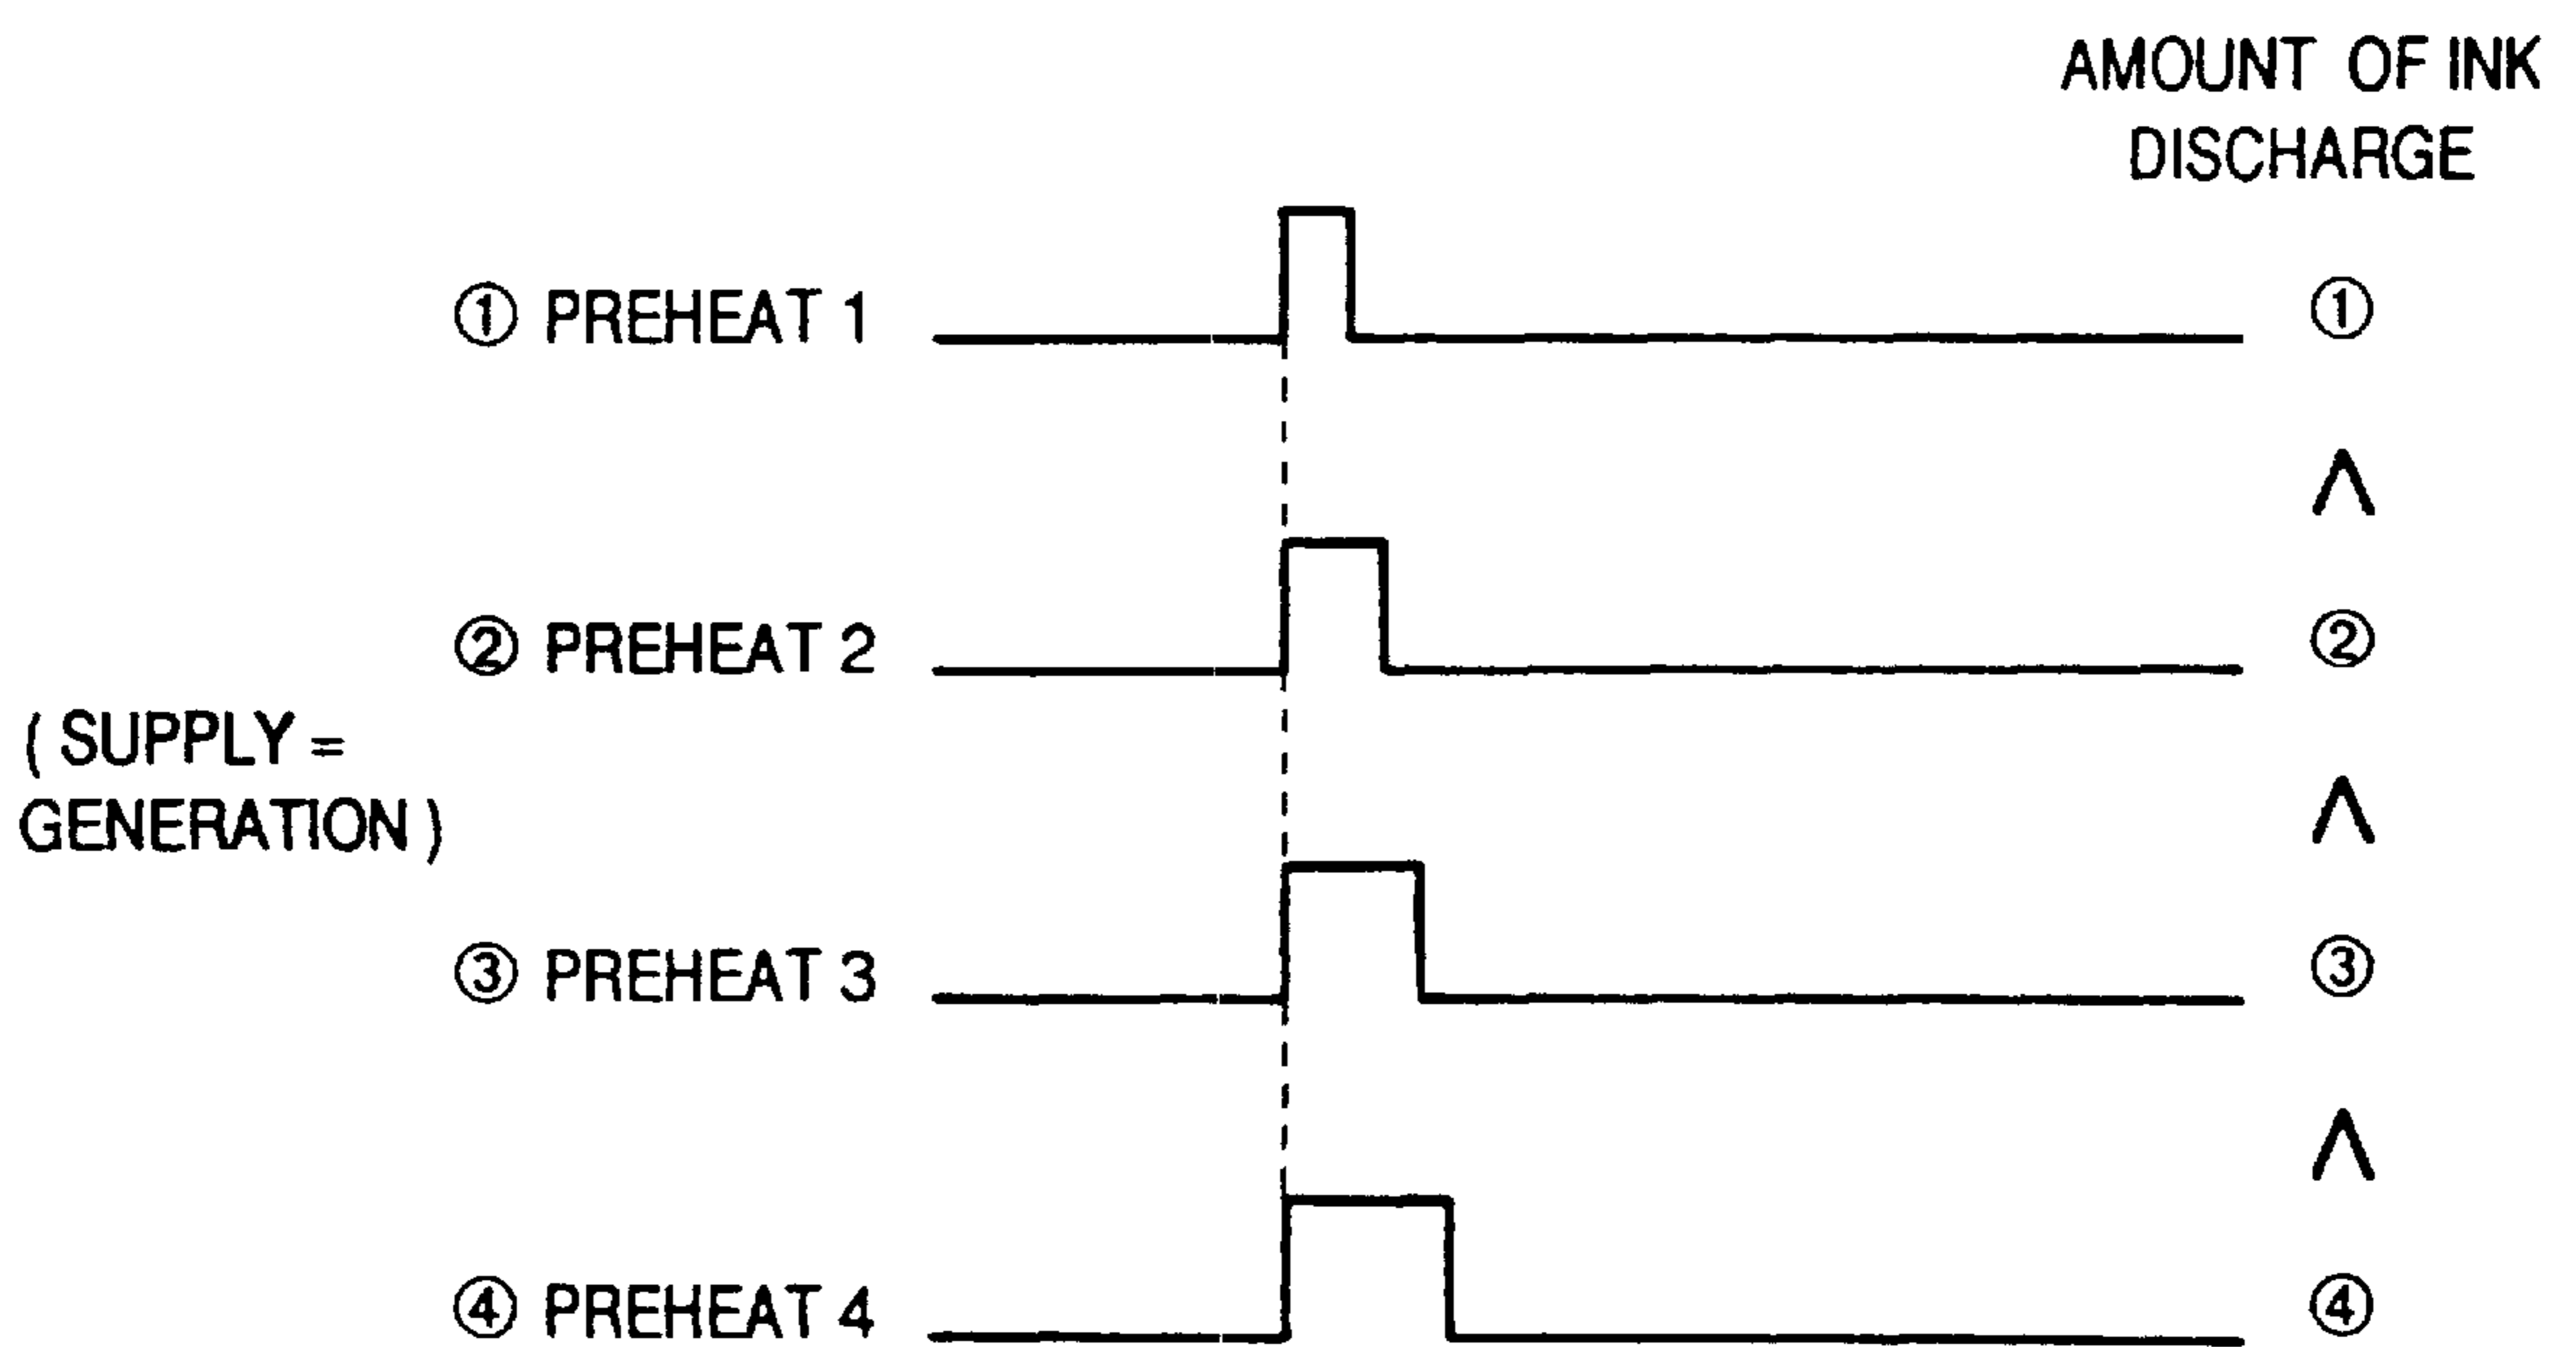 AMOUNT OF INK
DISCHARGE
① PREHEAT 1 ①
∧
② PREHEAT 2 ②
( SUPPLY =
GENERATION )
∧
③ PREHEAT 3 ③
∧
④ PREHEAT 4 ④